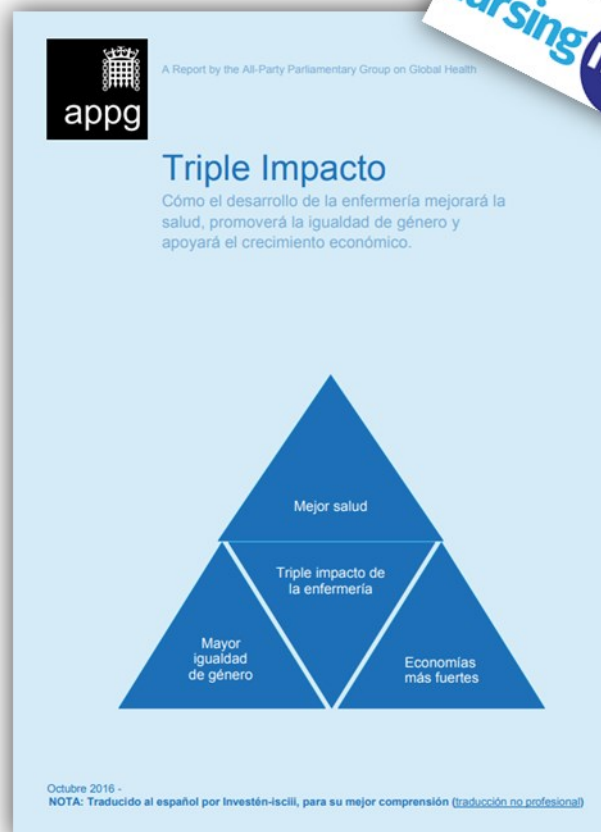 ursing
appg
A Report by the All-Party Parliamentary Group on Global Health
Triple Impacto
Cómo el desarrollo de la enfermería mejorará la
salud, promoverá la igualdad de género y
apoyará el crecimiento económico.
Mejor salud
Triple impacto de
la enfermería
Mayor
igualdad
de género
Economías
más fuertes
Octubre 2016 -
NOTA: Traducido al español por Investén-isciii, para su mejor comprensión (traducción no profesional)